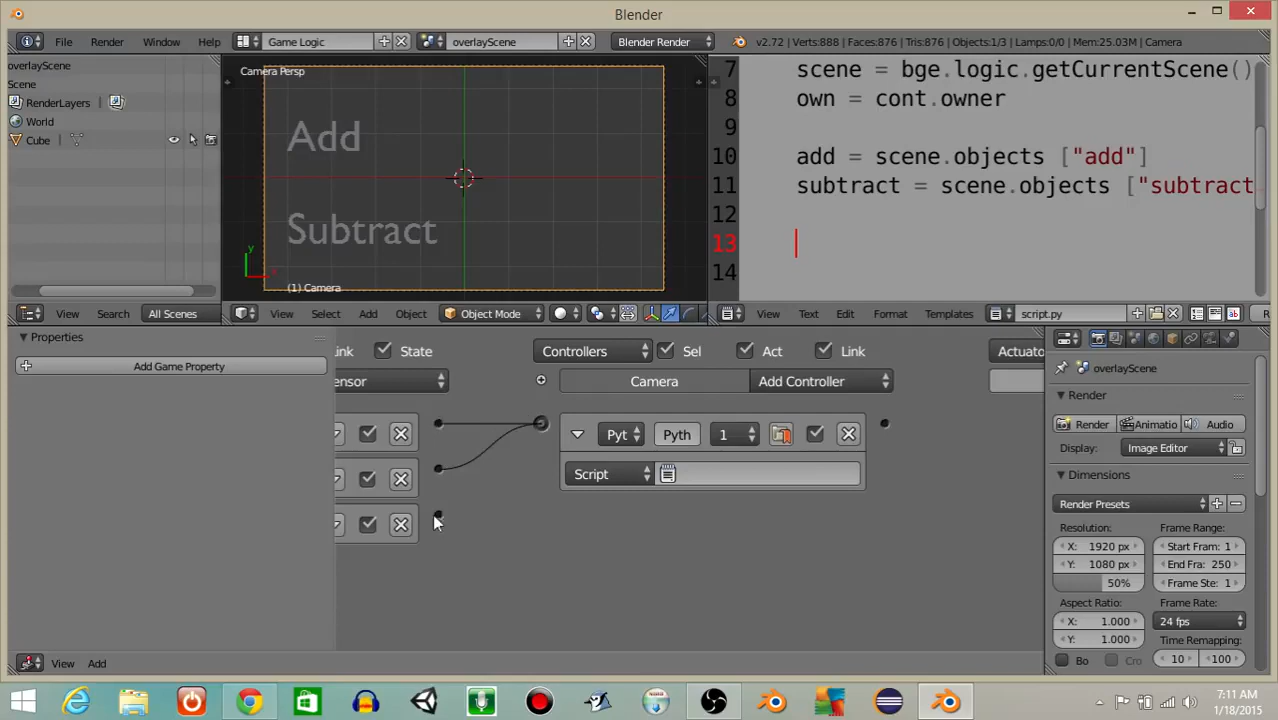 Blender
File Render Window Help Game Logic overlayScene Blender Render v2.72 | Verts:888 | Faces:876 | Tris:876 | Objects:1/3 | Lamps:0/0 | Mem:25.03M | Camera
overlayScene
Scene
RenderLayers
World
Cube
View Search All Scenes
Camera Persp
Add
Subtract
y
(1) Camera
View Select Add Object Object Mode
7 scene = bge.logic.getCurrentScene()
8 own = cont.owner
9
10 add = scene.objects ["add"]
11 subtract = scene.objects ["subtract
12
13
14
View Text Edit Format Templates script.py R
Properties
Add Game Property
ink State
ensor
Controllers Sel Act Link Actuato
Camera Add Controller
Pyt Pyth 1
Script
View Add
overlayScene
Render
Render Animatio Audio
Display: Image Editor
Dimensions
Render Presets
Resolution: Frame Range:
X: 1920 px Start Fram: 1
Y: 1080 px End Fra: 250
50% Frame Ste: 1
Aspect Ratio: Frame Rate:
X: 1.000 24 fps
Y: 1.000 Time Remapping:
Bo Cro 10 100
7:11 AM
1/18/2015